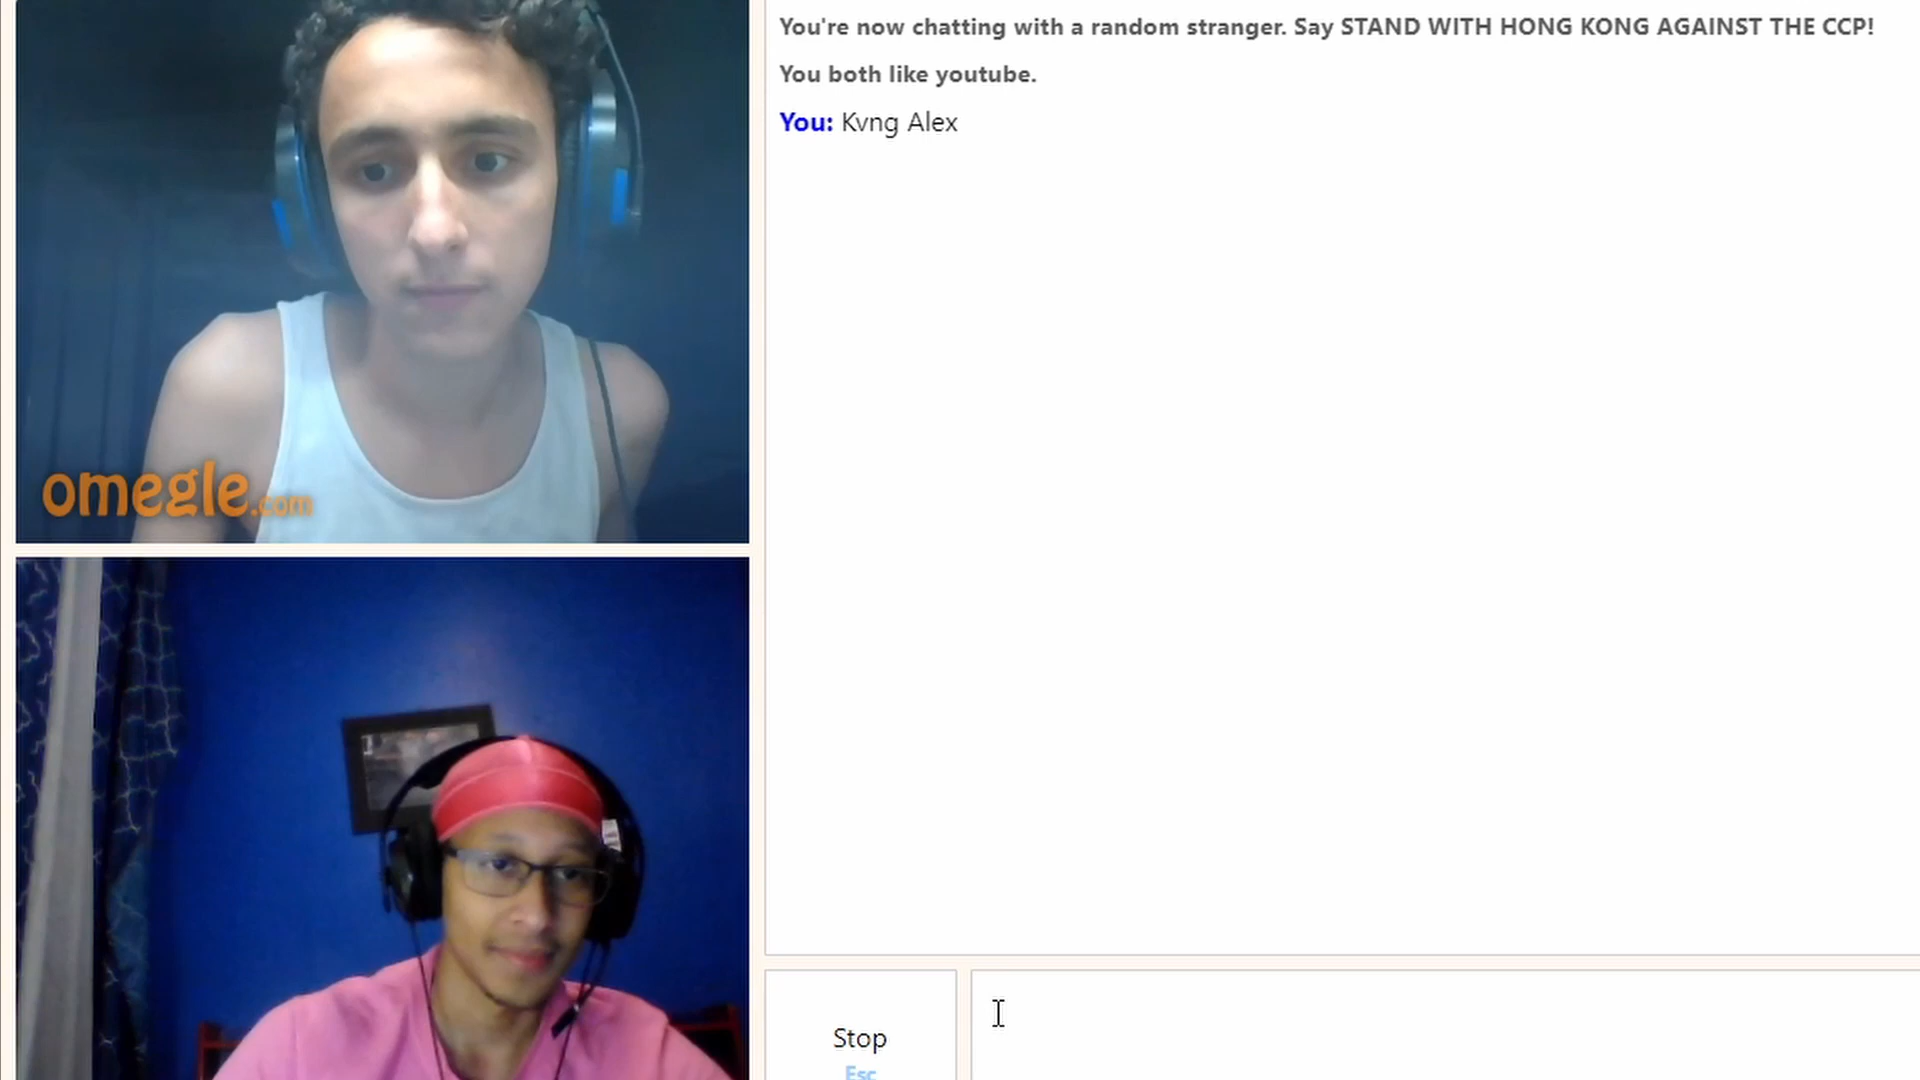 You're now chatting with a random stranger. Say STAND WITH HONG KONG AGAINST THE CCP!
You both like youtube.
You: Kvng Alex
omegle.com
Stop
Esc